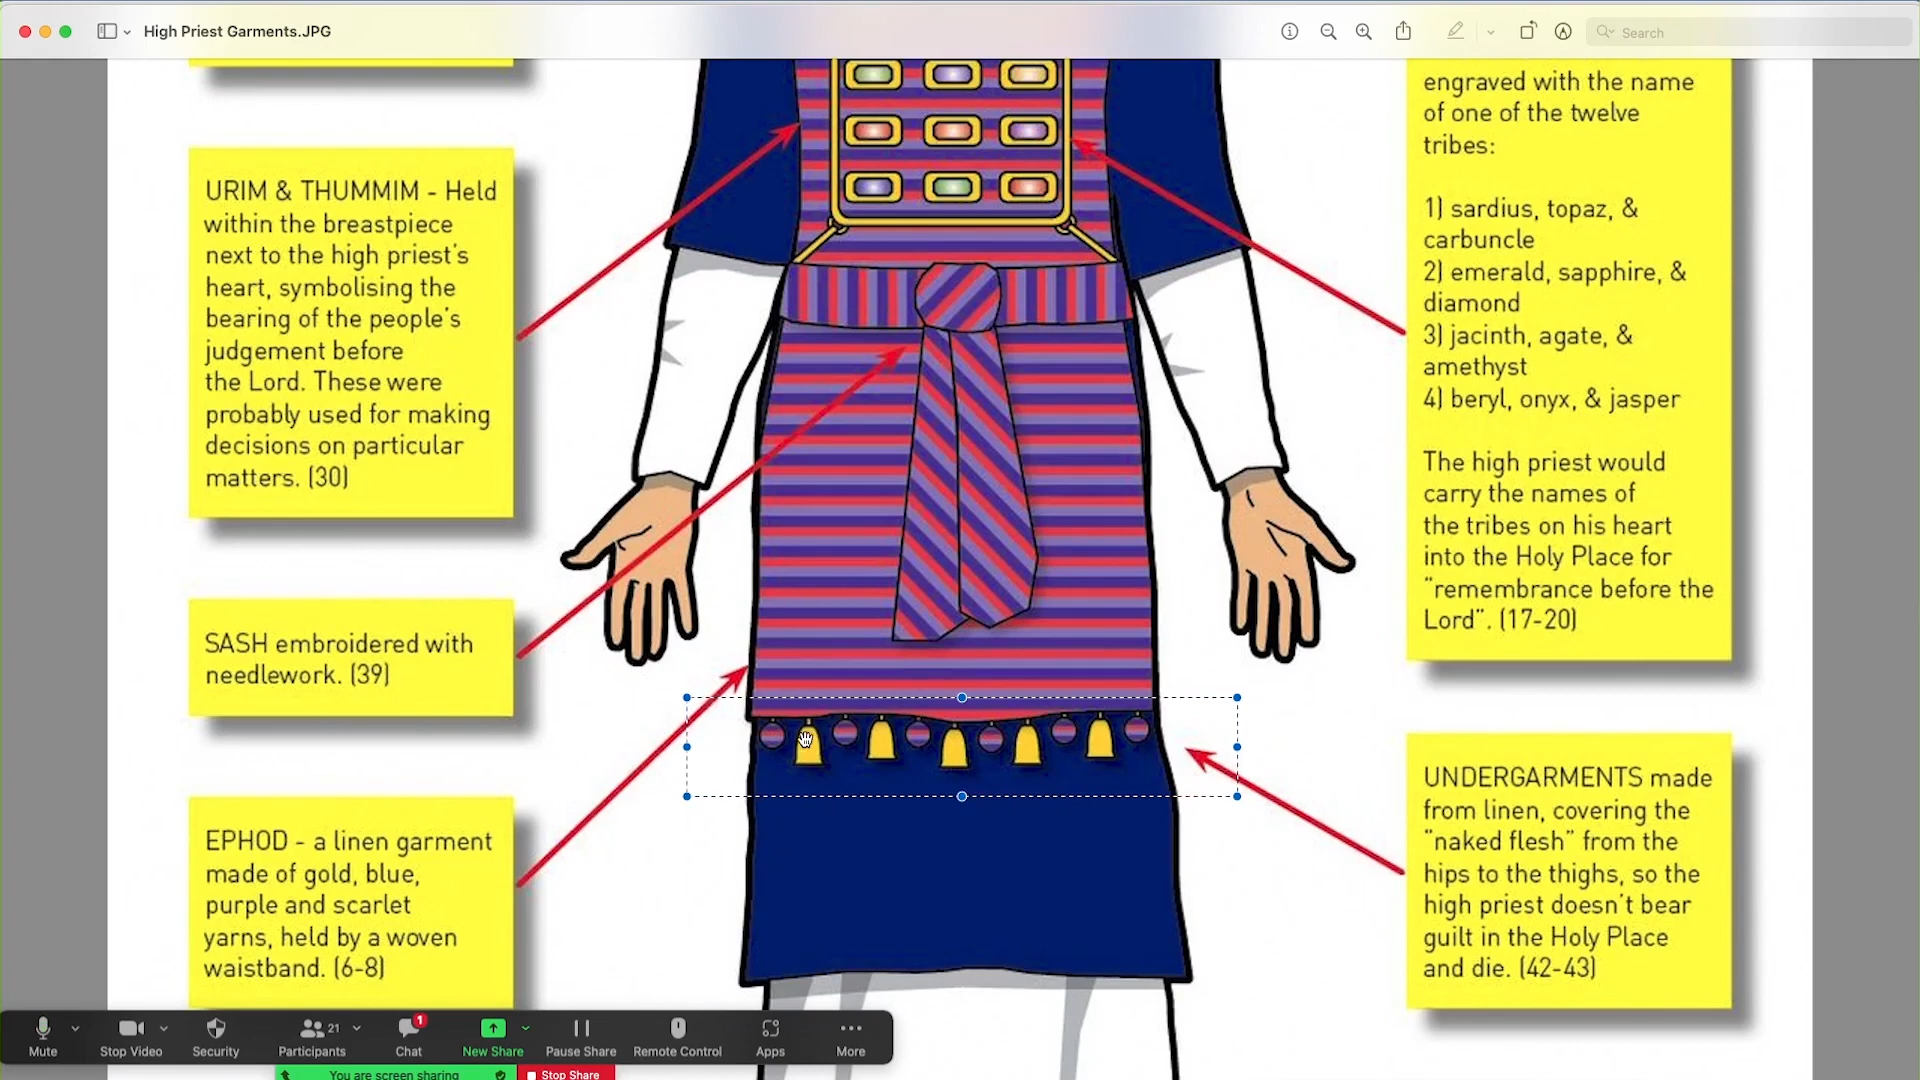 High Priest Garments.JPG
Search
URIM & THUMMIM - Held
within the breastpiece
next to the high priest's
heart, symbolising the
bearing of the people's
judgement before
the Lord. These were
probably used for making
decisions on particular
matters. (30)
SASH embroidered with
needlework. (39)
EPHOD - a linen garment
made of gold, blue,
purple and scarlet
yarns, held by a woven
waistband. (6-8)
engraved with the name
of one of the twelve
tribes:
1) sardius, topaz, &
carbuncle
2) emerald, sapphire, &
diamond
3) jacinth, agate, &
amethyst
4) beryl, onyx, & jasper
The high priest would
carry the names of
the tribes on his heart
into the Holy Place for
"remembrance before the
Lord". (17-20)
UNDERGARMENTS made
from linen, covering the
"naked flesh" from the
hips to the thighs, so the
high priest doesn't bear
guilt in the Holy Place
and die. (42-43)
21
1
Mute Stop Video Security Participants Chat New Share Pause Share Remote Control Apps More
You are screen sharing Stop Share